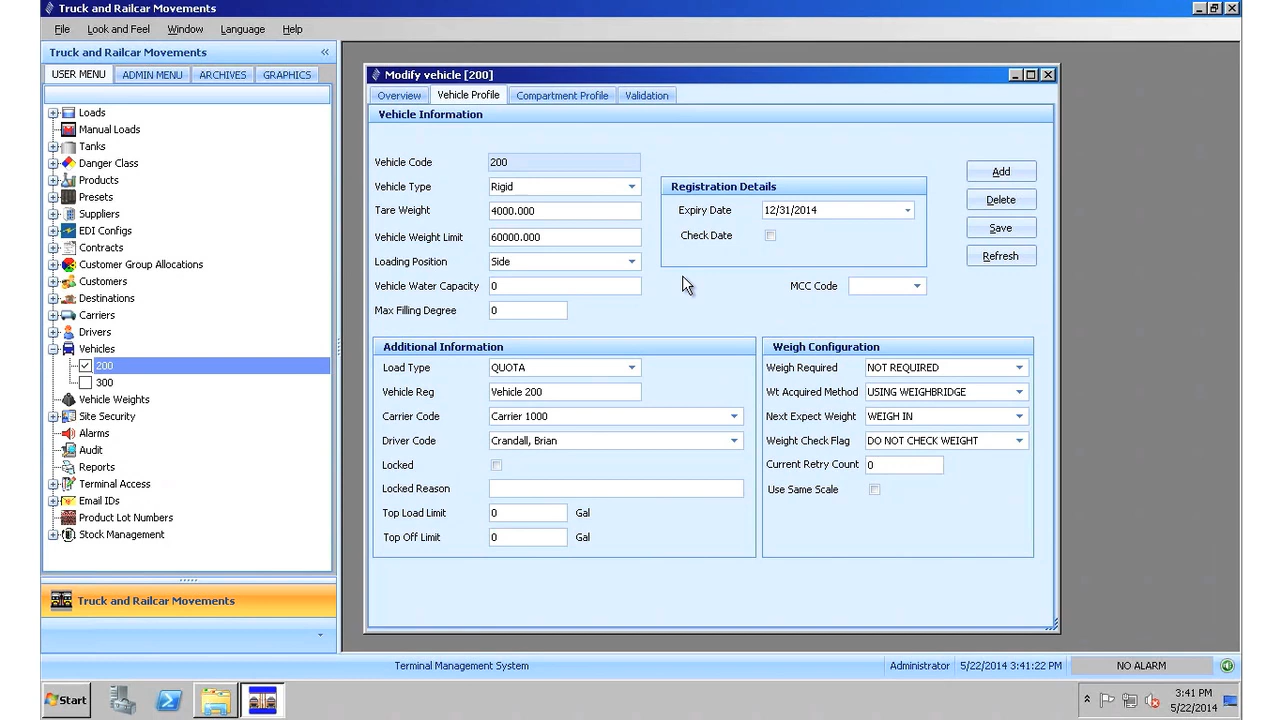 Truck and Railcar Movements
File Look and Feel Window Language Help
Truck and Railcar Movements
USER MENU ADMIN MENU ARCHIVES GRAPHICS
Loads
Manual Loads
Tanks
Danger Class
Products
Presets
Suppliers
EDI Configs
Contracts
Customer Group Allocations
Customers
Destinations
Carriers
Drivers
Vehicles
200
300
Vehicle Weights
Site Security
Alarms
Audit
Reports
Terminal Access
Email IDs
Product Lot Numbers
Stock Management
Truck and Railcar Movements
Modify vehicle [200]
Overview Vehicle Profile Compartment Profile Validation
Vehicle Information
Vehicle Code 200
Vehicle Type Rigid
Tare Weight 4000.000
Vehicle Weight Limit 60000.000
Loading Position Side
Vehicle Water Capacity 0
Max Filling Degree 0
Registration Details
Expiry Date 12/31/2014
Check Date
MCC Code
Add
Delete
Save
Refresh
Additional Information
Load Type QUOTA
Vehicle Reg Vehicle 200
Carrier Code Carrier 1000
Driver Code Crandall, Brian
Locked
Locked Reason
Top Load Limit 0 Gal
Top Off Limit 0 Gal
Weigh Configuration
Weigh Required NOT REQUIRED
Wt Acquired Method USING WEIGHBRIDGE
Next Expect Weight WEIGH IN
Weight Check Flag DO NOT CHECK WEIGHT
Current Retry Count 0
Use Same Scale
Terminal Management System Administrator 5/22/2014 3:41:22 PM NO ALARM
Start
3:41 PM
5/22/2014